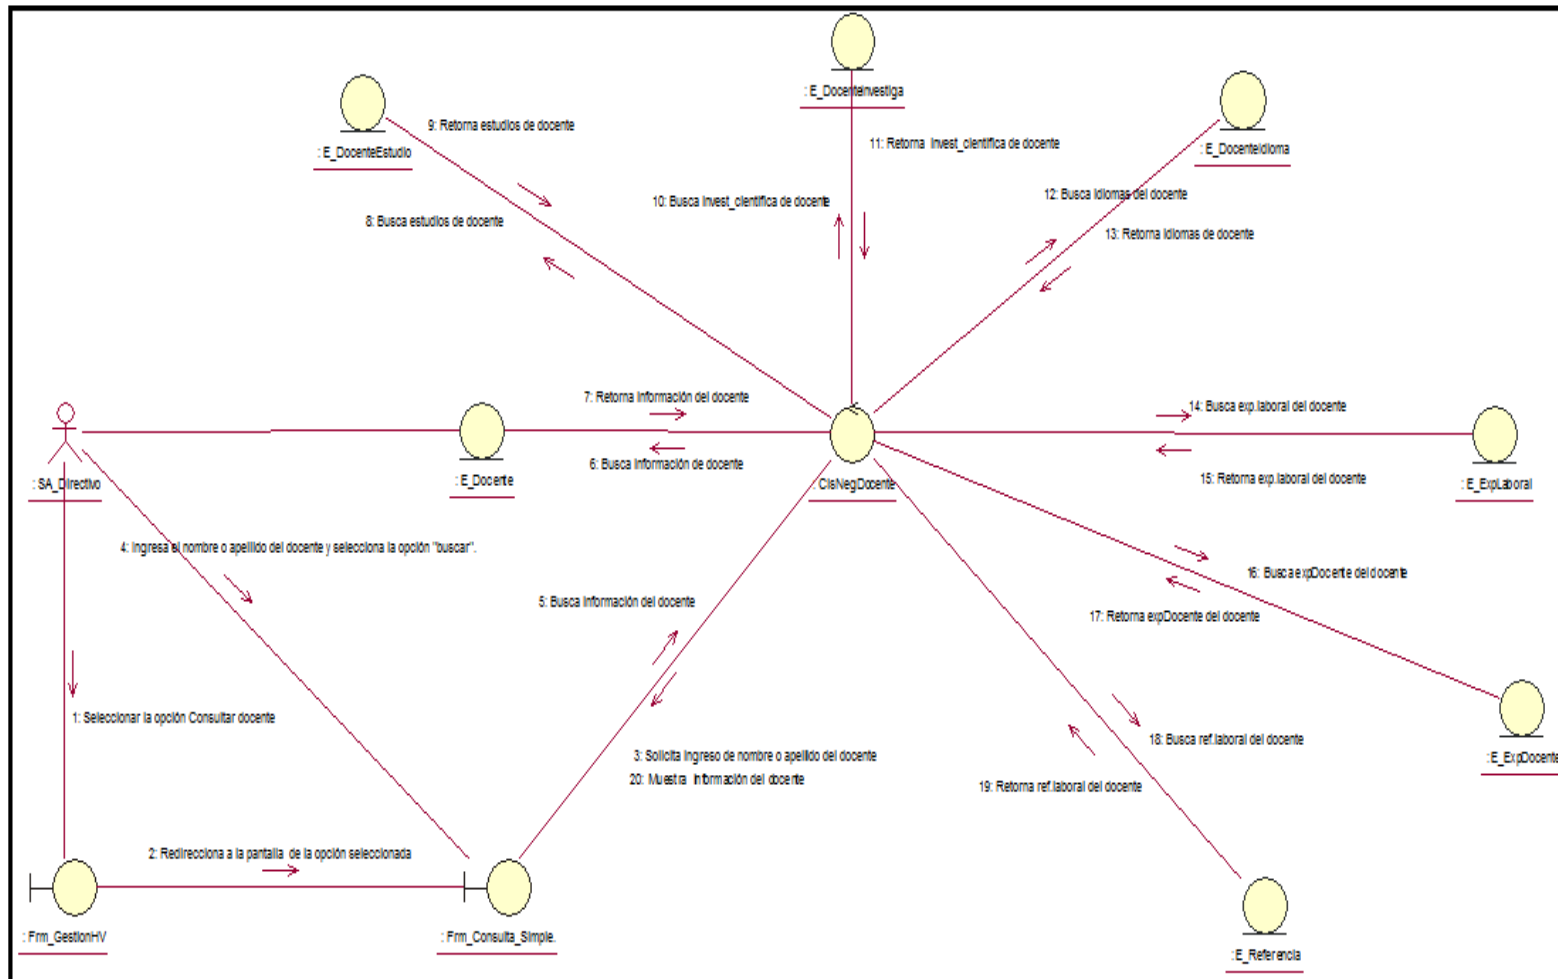 : E_DocenteInvestiga
9: Retorna estudios de docente
: E_DocenteEstudio
11: Retorna Invest_científica de docente
: E_DocenteIdioma
10: Busca Invest_científica de docente
12: Busca Idiomas del docente
8: Busca estudios de docente
13: Retorna Idiomas de docente
7: Retorna Información del docente
14: Busca exp.laboral del docente
6: Busca Información de docente
: SA_Directivo
: E_Docente
: ClsNegDocente
15: Retorna exp.laboral del docente
: E_ExpLaboral
4: Ingresa el nombre o apellido del docente y selecciona la opción "buscar".
16: Busca expDocente del docente
5: Busca Información del docente
17: Retorna expDocente del docente
1: Seleccionar la opción Consultar docente
18: Busca ref.laboral del docente
3: Solicita Ingreso de nombre o apellido del docente
: E_ExpDocente
20: Muestra Información del docente
19: Retorna ref.laboral del docente
2: Redirecciona a la pantalla de la opción seleccionada
: Frm_GestionHV
: Frm_Consulta_Simple.
: E_Referencia